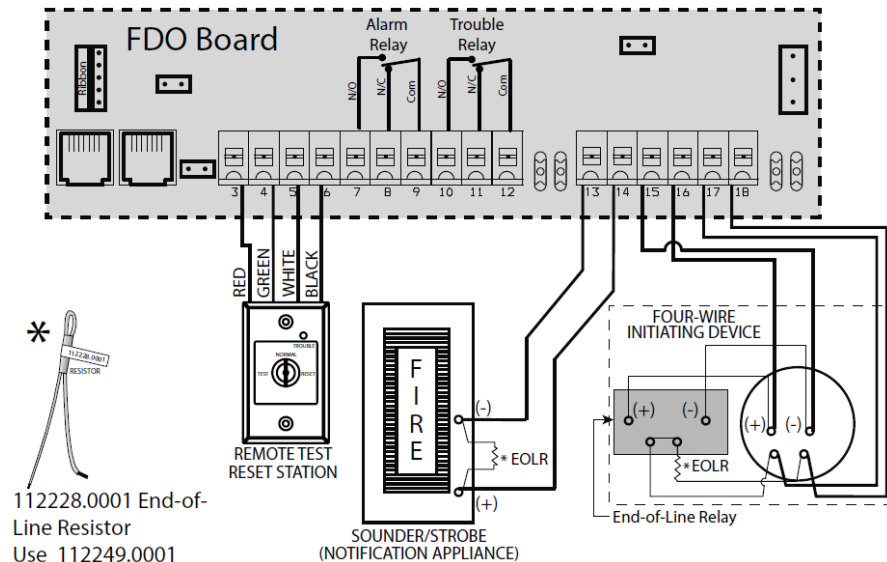 FDO Board
Alarm
Relay
Trouble
Relay
Ribbon
N/O
N/C
Com
N/O
N/C
Com
3 4 5 6 7 8 9 10 11 12
13 14 15 16 17 18
RED
GREEN
WHITE
BLACK
TROUBLE
NORMAL
TEST
RESET
REMOTE TEST
RESET STATION
*
112228.0001
RESISTOR
112228.0001 End-of-
Line Resistor
Use 112249.0001
FIRE
(-)
* EOLR
(+)
SOUNDER/STROBE
(NOTIFICATION APPLIANCE)
FOUR-WIRE
INITIATING DEVICE
(+) (-)
(+) (-)
*EOLR
End-of-Line Relay